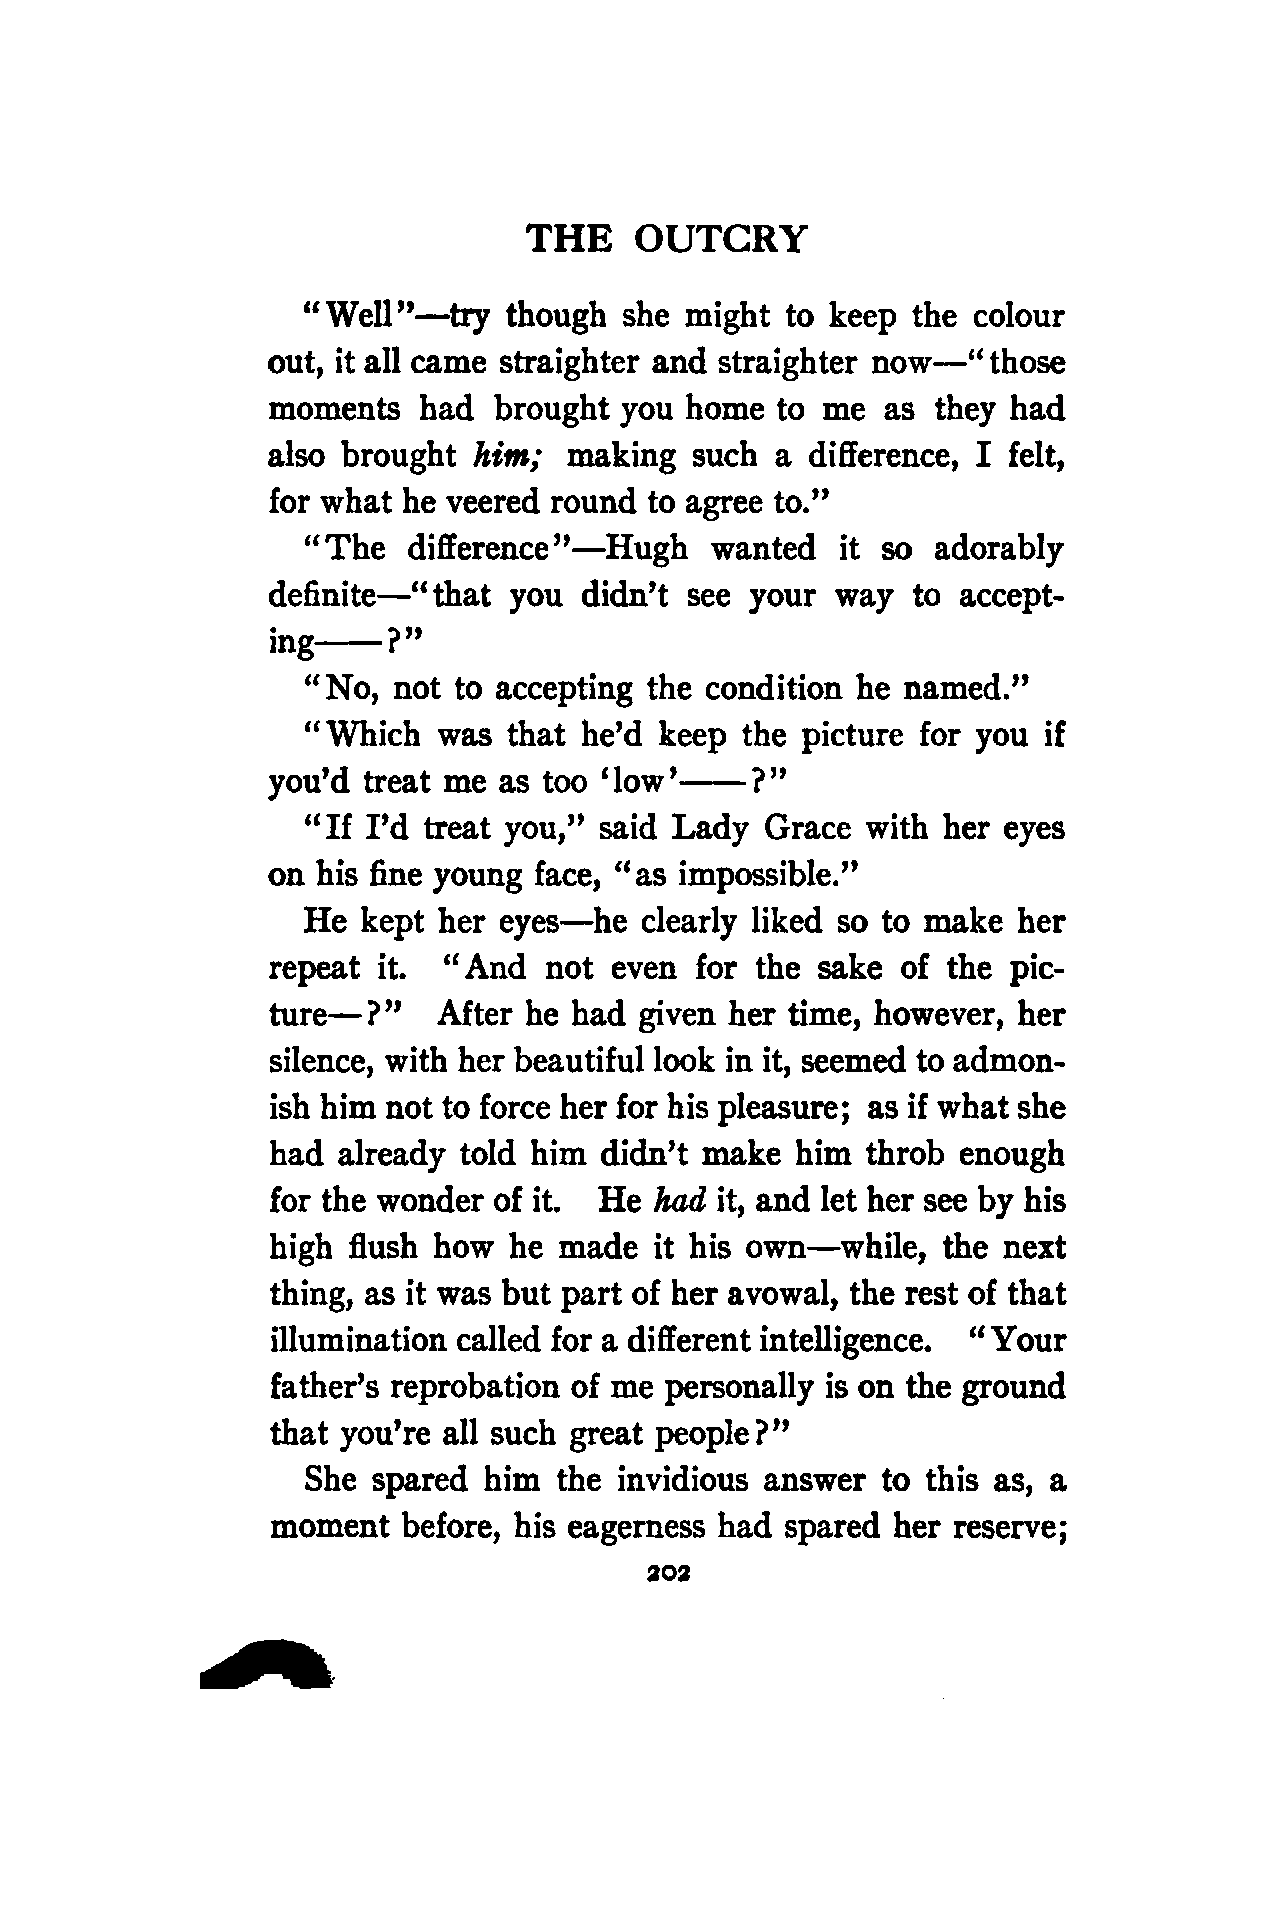 THE OUTCRY
“Well”—try though she might to keep the colour
out, it all came straighter and straighter now—“those
moments had brought you home to me as they had
also brought him; making such a difference, I felt,
for what he veered round to agree to.”
“The difference”—Hugh wanted it so adorably
definite—“that you didn’t see your way to accept-
ing——?”
“No, not to accepting the condition he named.”
“Which was that he’d keep the picture for you if
you’d treat me as too ‘low’——?”
“If I’d treat you,” said Lady Grace with her eyes
on his fine young face, “as impossible.”
He kept her eyes—he clearly liked so to make her
repeat it. “And not even for the sake of the pic-
ture—?” After he had given her time, however, her
silence, with her beautiful look in it, seemed to admon-
ish him not to force her for his pleasure; as if what she
had already told him didn’t make him throb enough
for the wonder of it. He had it, and let her see by his
high flush how he made it his own—while, the next
thing, as it was but part of her avowal, the rest of that
illumination called for a different intelligence. “Your
father’s reprobation of me personally is on the ground
that you’re all such great people?”
She spared him the invidious answer to this as, a
moment before, his eagerness had spared her reserve;
202